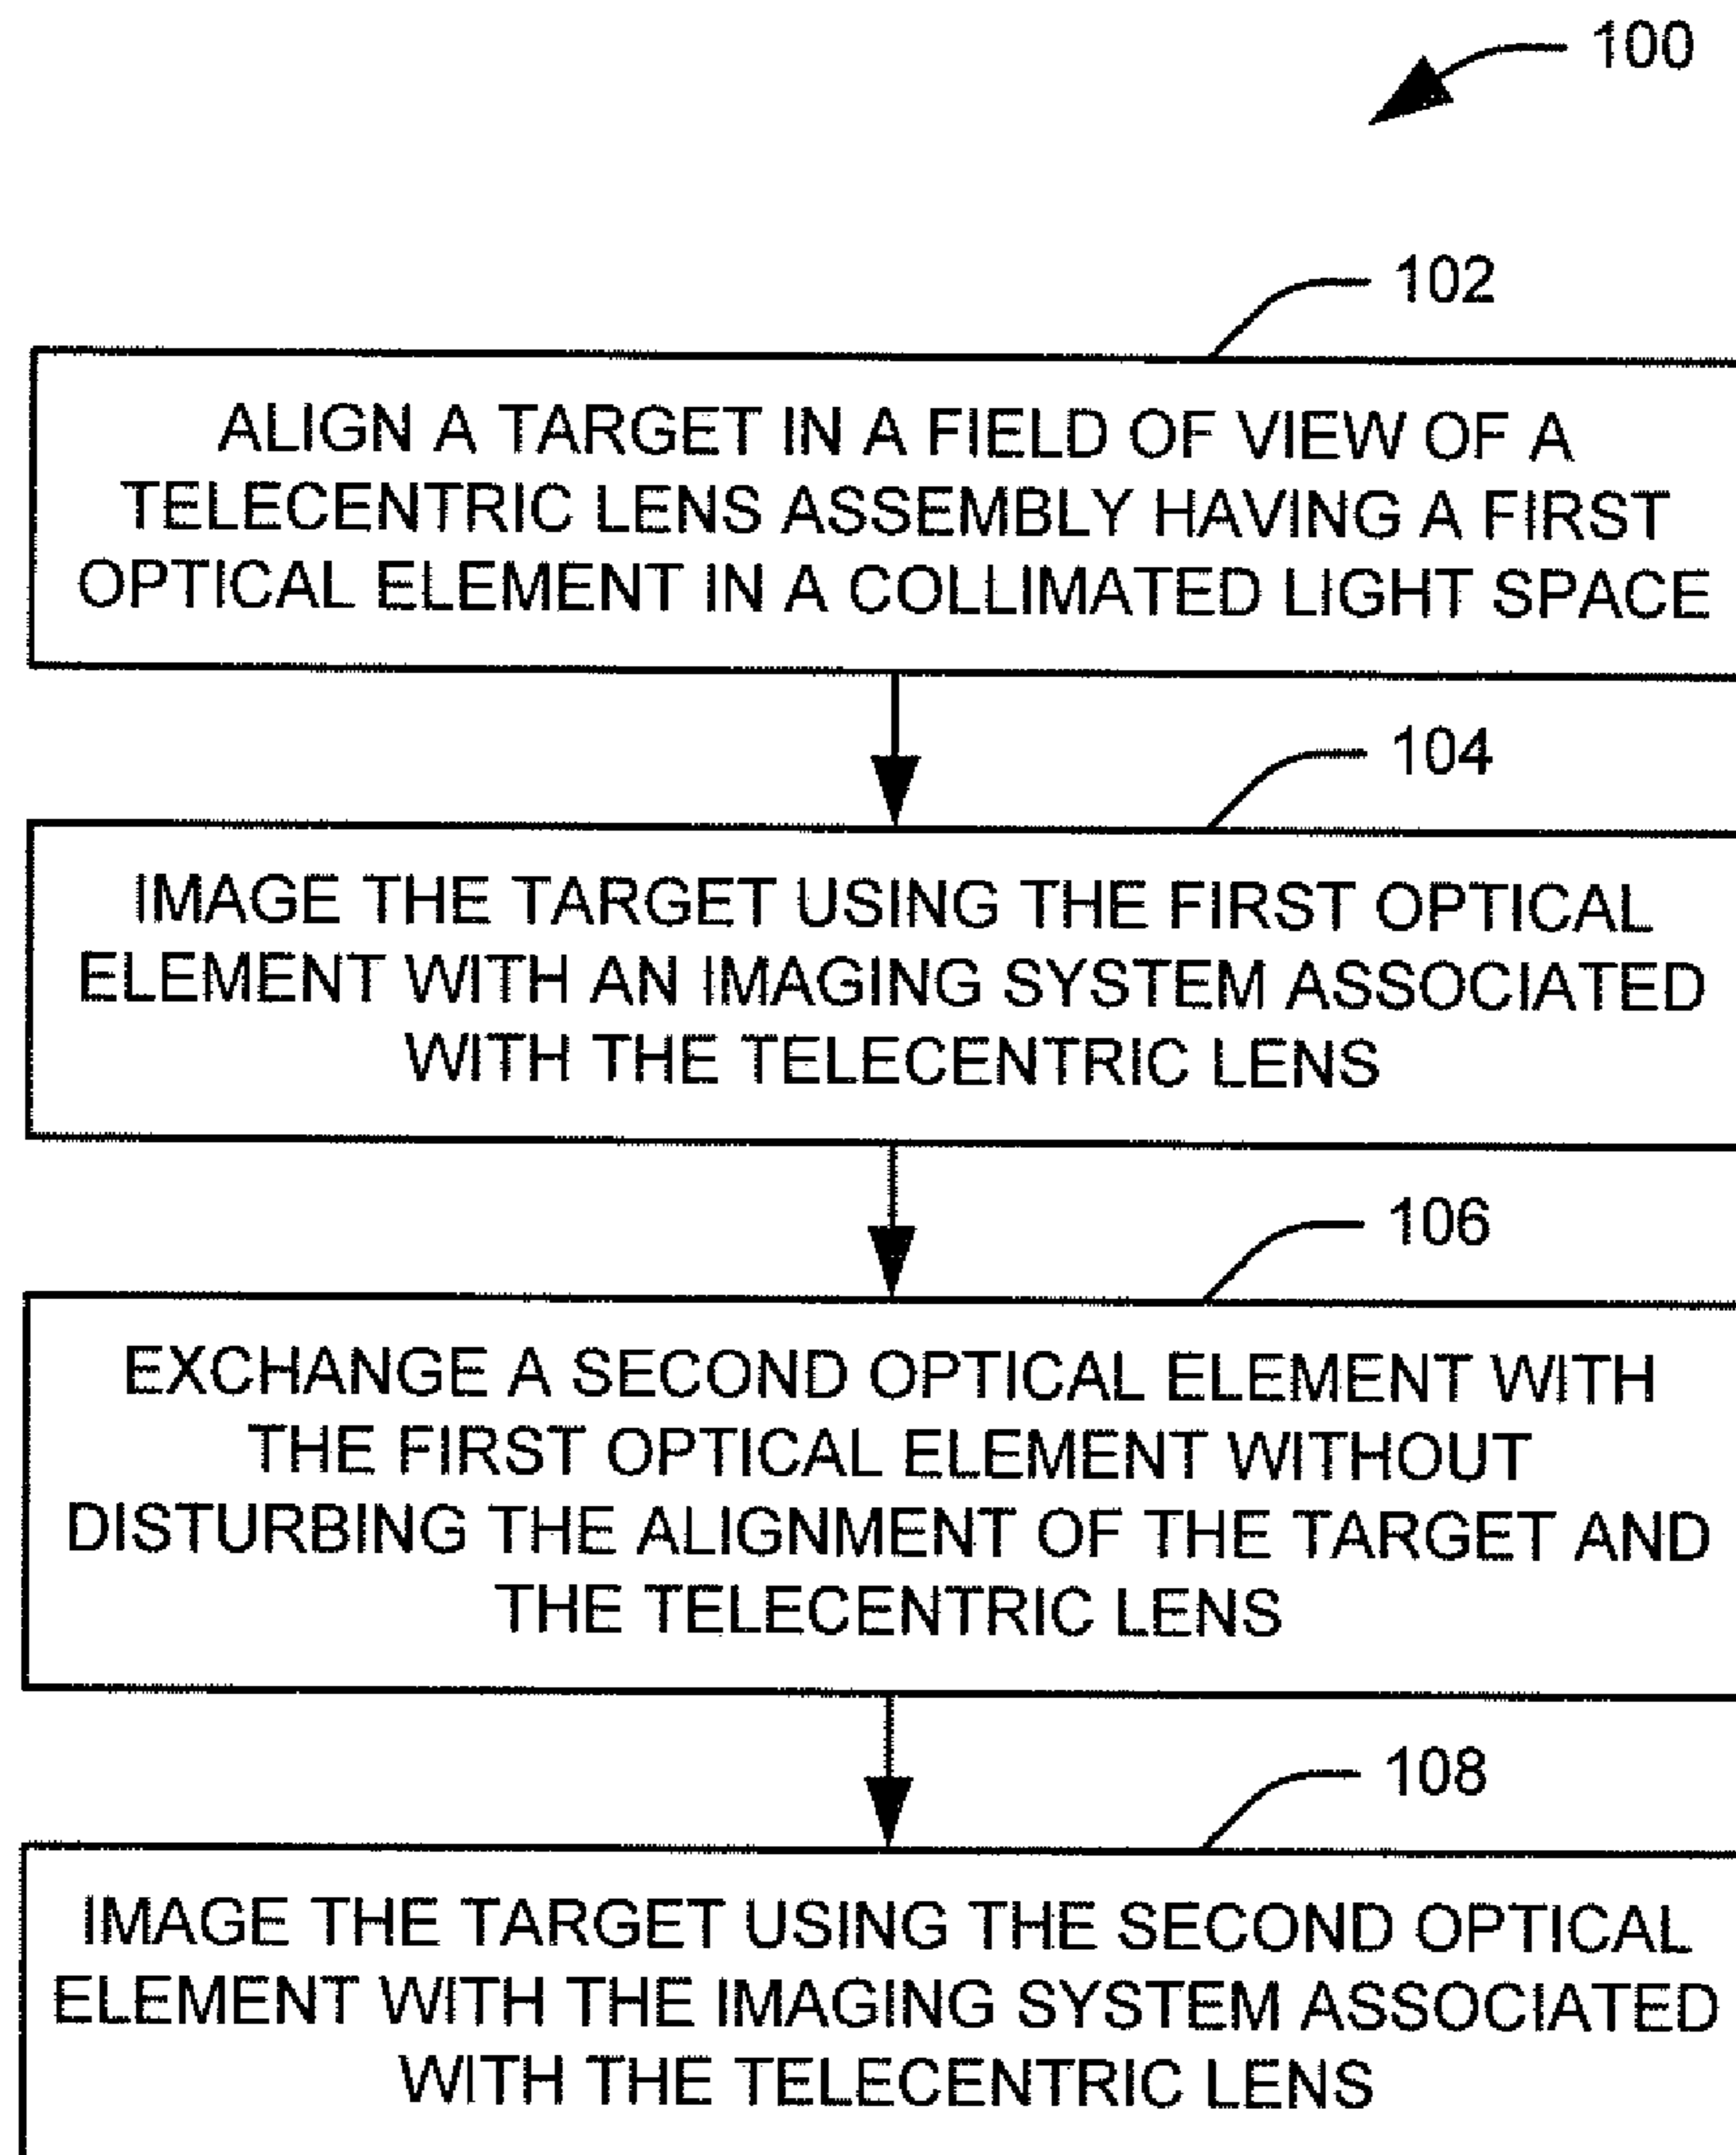 100
102
ALIGN A TARGET IN A FIELD OF VIEW OF A
TELECENTRIC LENS ASSEMBLY HAVING A FIRST
OPTICAL ELEMENT IN A COLLIMATED LIGHT SPACE
104
IMAGE THE TARGET USING THE FIRST OPTICAL
ELEMENT WITH AN IMAGING SYSTEM ASSOCIATED
WITH THE TELECENTRIC LENS
106
EXCHANGE A SECOND OPTICAL ELEMENT WITH
THE FIRST OPTICAL ELEMENT WITHOUT
DISTURBING THE ALIGNMENT OF THE TARGET AND
THE TELECENTRIC LENS
108
IMAGE THE TARGET USING THE SECOND OPTICAL
ELEMENT WITH THE IMAGING SYSTEM ASSOCIATED
WITH THE TELECENTRIC LENS